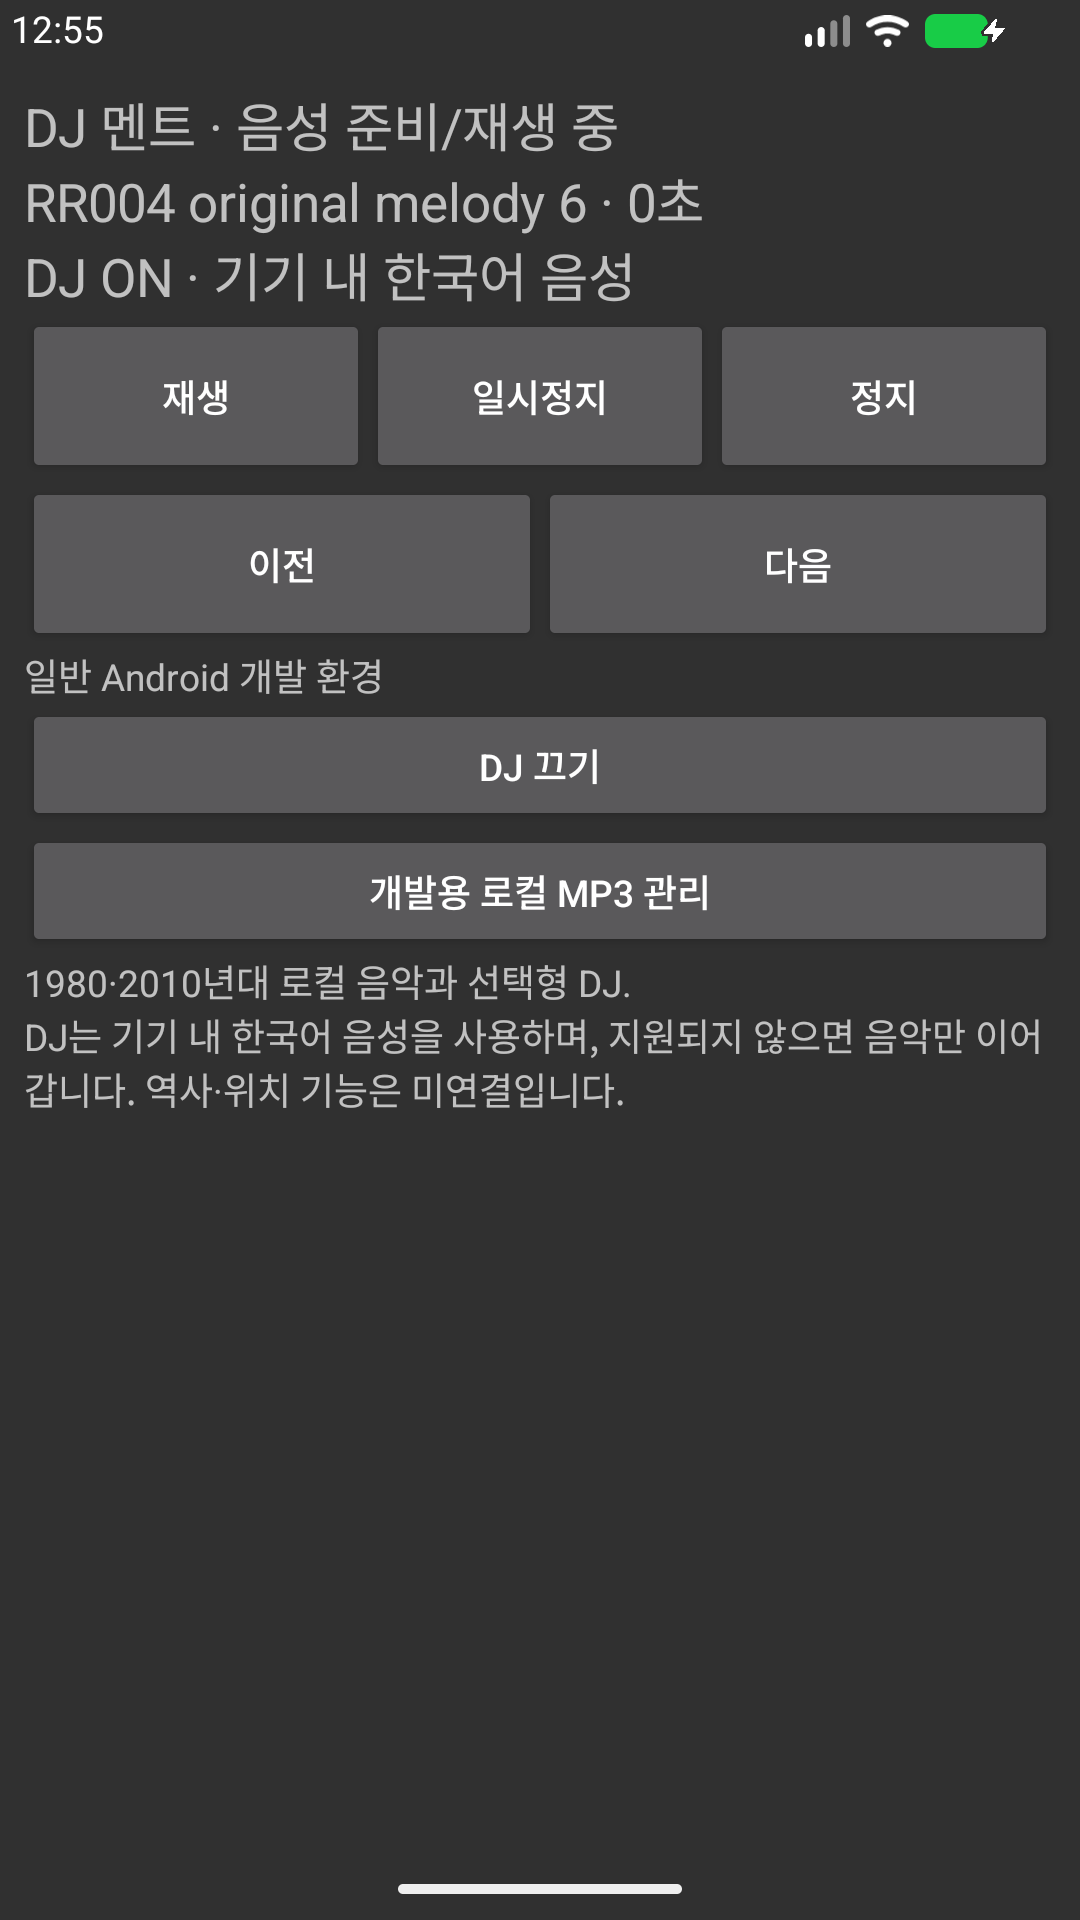 12:55
DJ 멘트 · 음성 준비/재생 중
RR004 original melody 6 · 0초
DJ ON · 기기 내 한국어 음성
재생 일시정지 정지
이전 다음
일반 Android 개발 환경
DJ 끄기
개발용 로컬 MP3 관리
1980·2010년대 로컬 음악과 선택형 DJ.
DJ는 기기 내 한국어 음성을 사용하며, 지원되지 않으면 음악만 이어
갑니다. 역사·위치 기능은 미연결입니다.